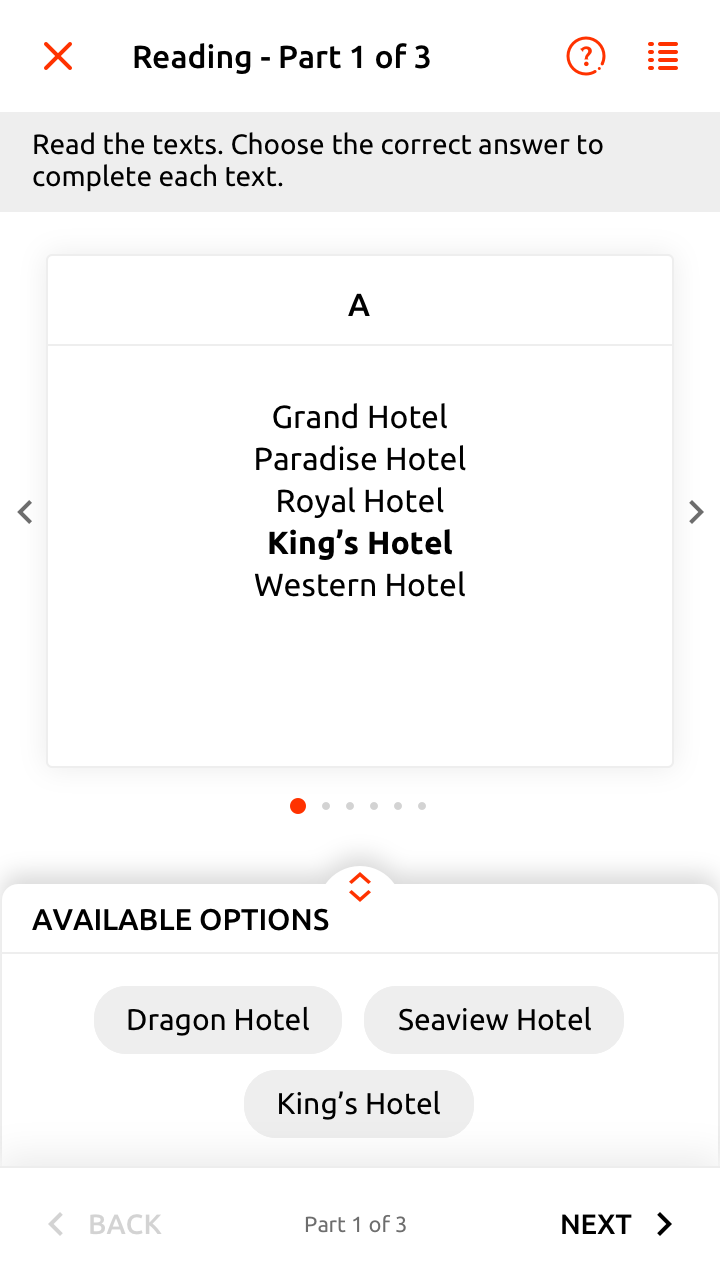 Reading - Part 1 of 3
?
Read the texts. Choose the correct answer to
complete each text.
A
Grand Hotel
Paradise Hotel
Royal Hotel
King’s Hotel
Western Hotel
AVAILABLE OPTIONS
Dragon Hotel Seaview Hotel
King’s Hotel
BACK Part 1 of 3 NEXT